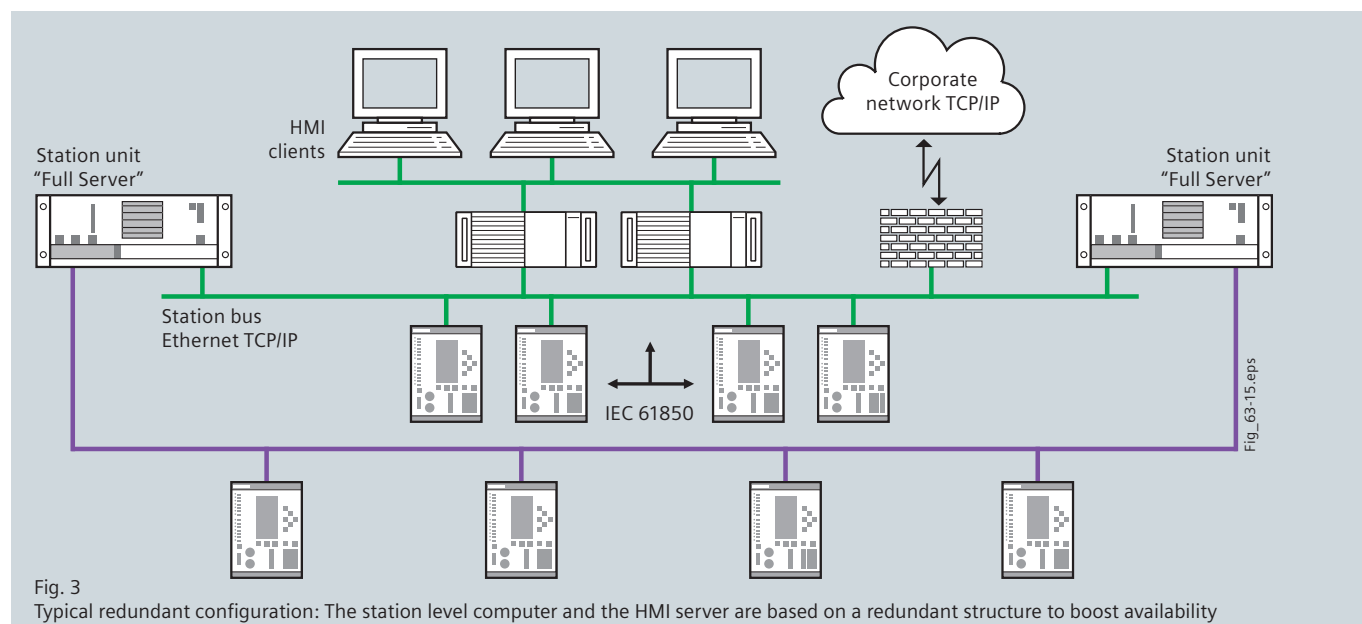 Corporate
network TCP/IP
HMI
clients
Station unit
“Full Server”
Station unit
“Full Server”
Station bus
Ethernet TCP/IP
IEC 61850
Fig_63-15.eps
Fig. 3
Typical redundant configuration: The station level computer and the HMI server are based on a redundant structure to boost availability